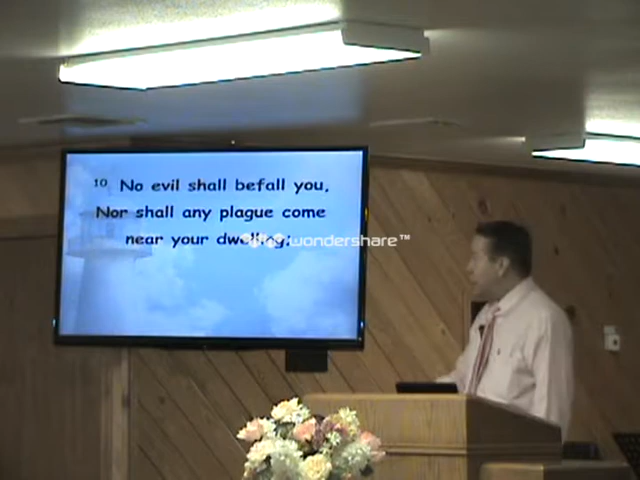 10 No evil shall befall you,
Nor shall any plague come
near your dwelling;
wondershare™